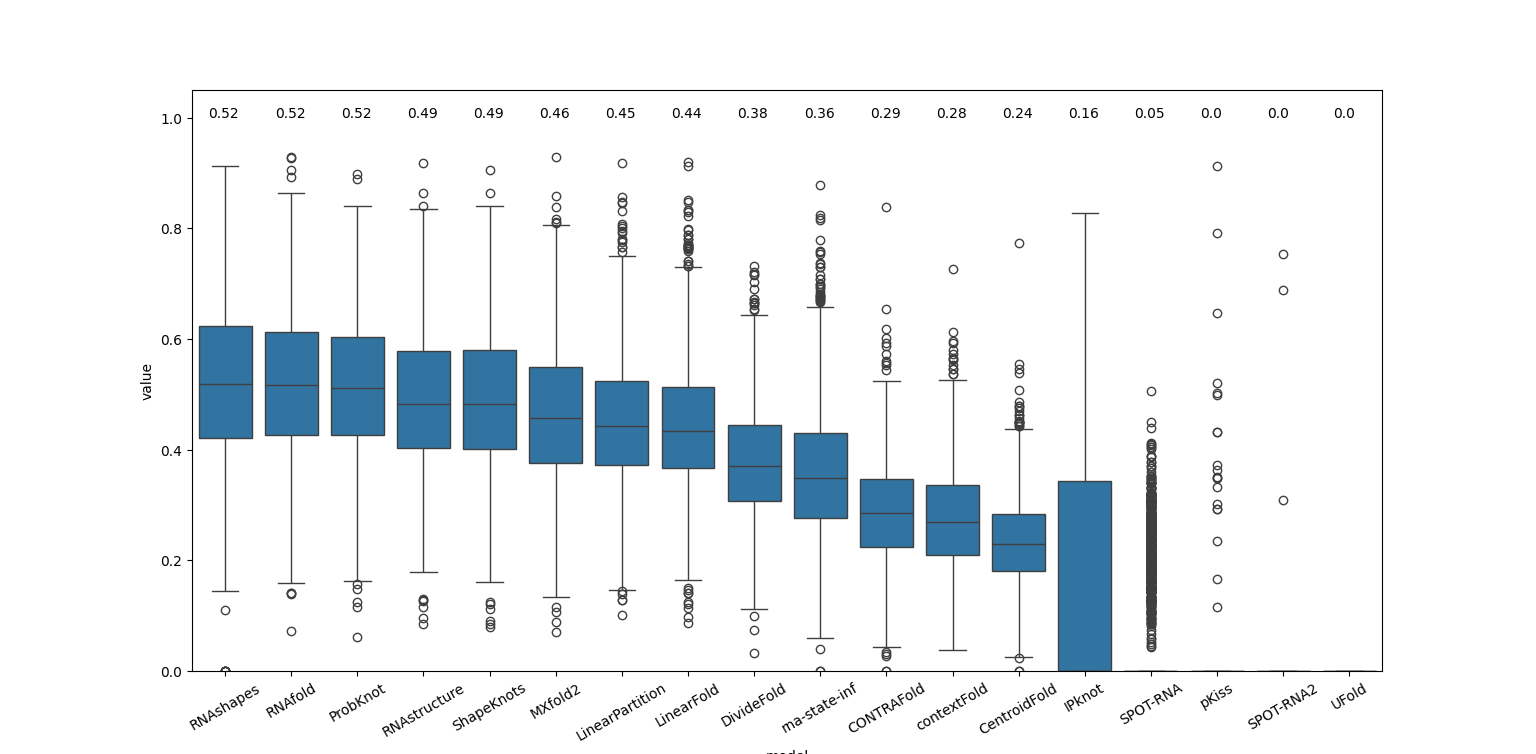 0.52 0.52 0.52 0.49 0.49 0.46 0.45 0.44 0.38 0.36 0.29 0.28 0.24 0.16 0.05 0.0 0.0 0.0
1.0
0.8
0.6
value
0.4
0.2
0.0
RNAshapes RNAfold ProbKnot RNAstructure ShapeKnots MXfold2 LinearPartition LinearFold DivideFold rna-state-inf CONTRAFold contextFold CentroidFold IPknot SPOT-RNA pKiss SPOT-RNA2 UFold
model